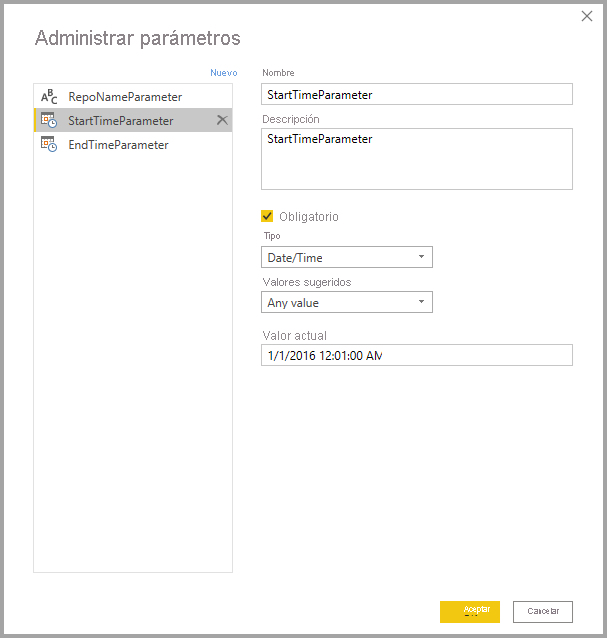 Administrar parámetros
Nuevo
RepoNameParameter
StartTimeParameter
EndTimeParameter
Nombre
StartTimeParameter
Descripción
StartTimeParameter
Obligatorio
Tipo
Date/Time
Valores sugeridos
Any value
Valor actual
1/1/2016 12:01:00 AM
Aceptar
Cancelar